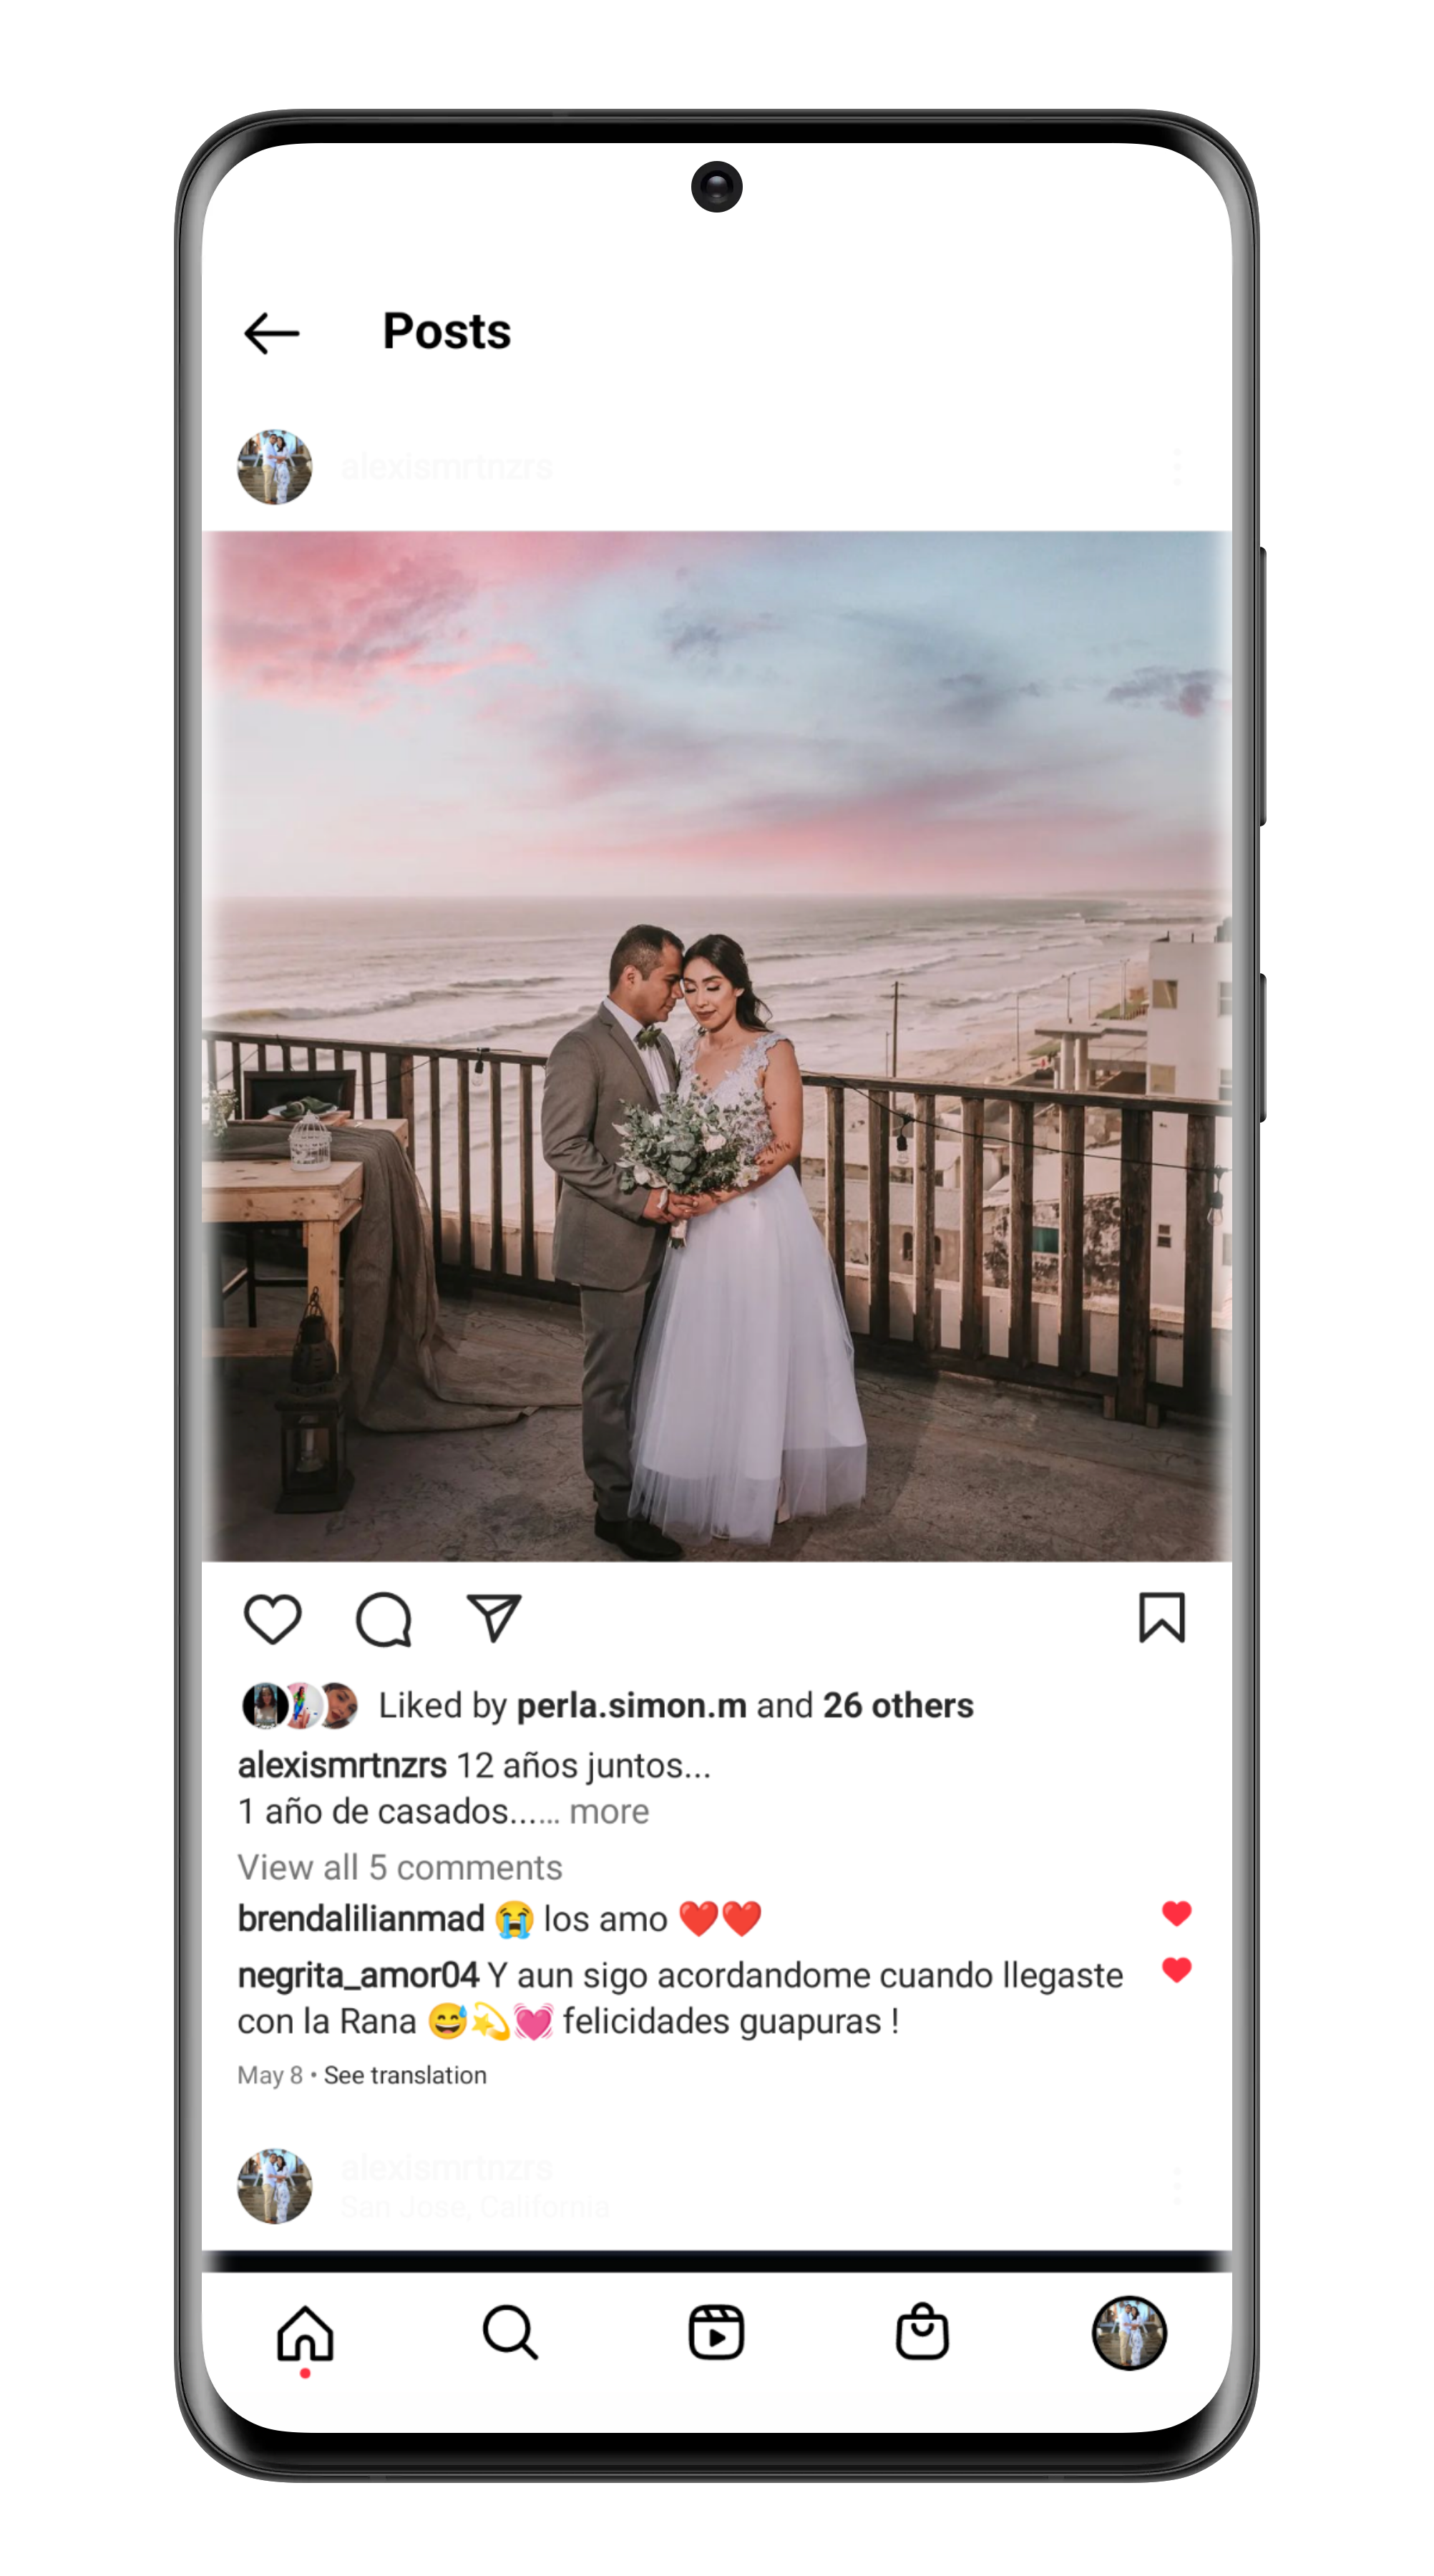 Posts
alexismrtnzrs
Liked by perla.simon.m and 26 others
alexismrtnzrs 12 años juntos...
1 año de casados...... more
View all 5 comments
brendalilianmad 😭 los amo ❤️❤️
negrita_amor04 Y aun sigo acordandome cuando llegaste
con la Rana 😅💫💓 felicidades guapuras !
May 8 • See translation
alexismrtnzrs
San Jose, California